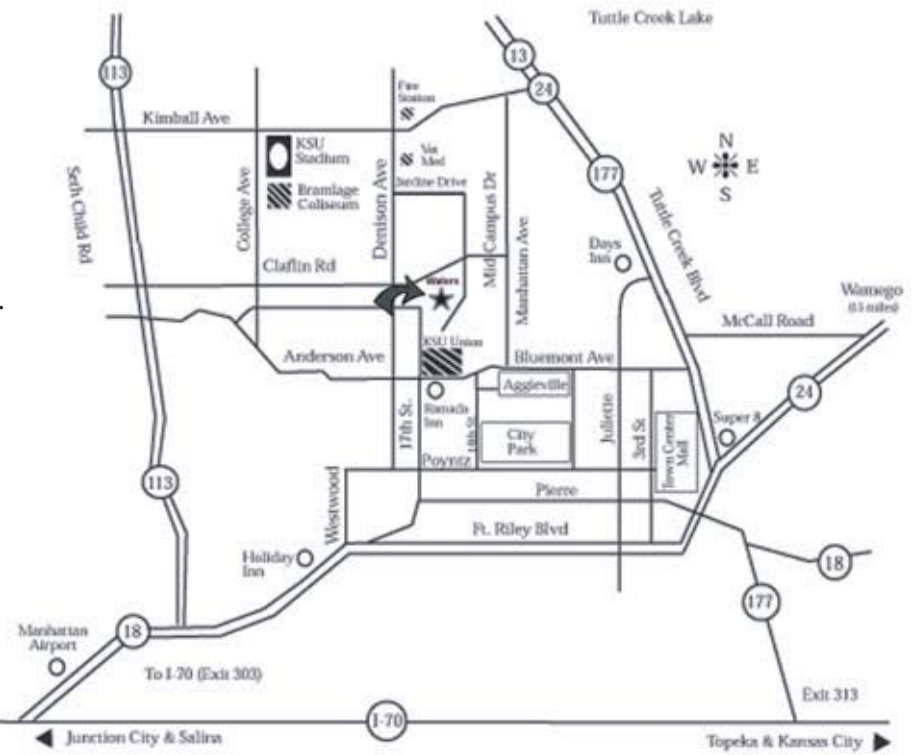 Tuttle Creek Lake
113
13
24
Fire
Station
Kimball Ave
KSU
Stadium
Vet
Med
N
W E
S
177
Jardine Drive
Bramlage
Coliseum
Seth Child Rd
College Ave
Denison Ave
Mid Campus Dr
Manhattan Ave
Tuttle Creek Blvd
Days
Inn
Claflin Rd
Waters
Wamego
McCall Road
KSU Union
Anderson Ave
Bluemont Ave
Aggieville
24
Ramada
Inn
17th St.
Juliette
3rd St
Super 8
City
Park
Town Center
Mall
Poyntz
113
Westwood
Pierre
Ft. Riley Blvd
Holiday
Inn
18
177
Manhattan
Airport
18
To I-70 (Exit 303)
Exit 313
I-70
Junction City & Salina
Topeka & Kansas City